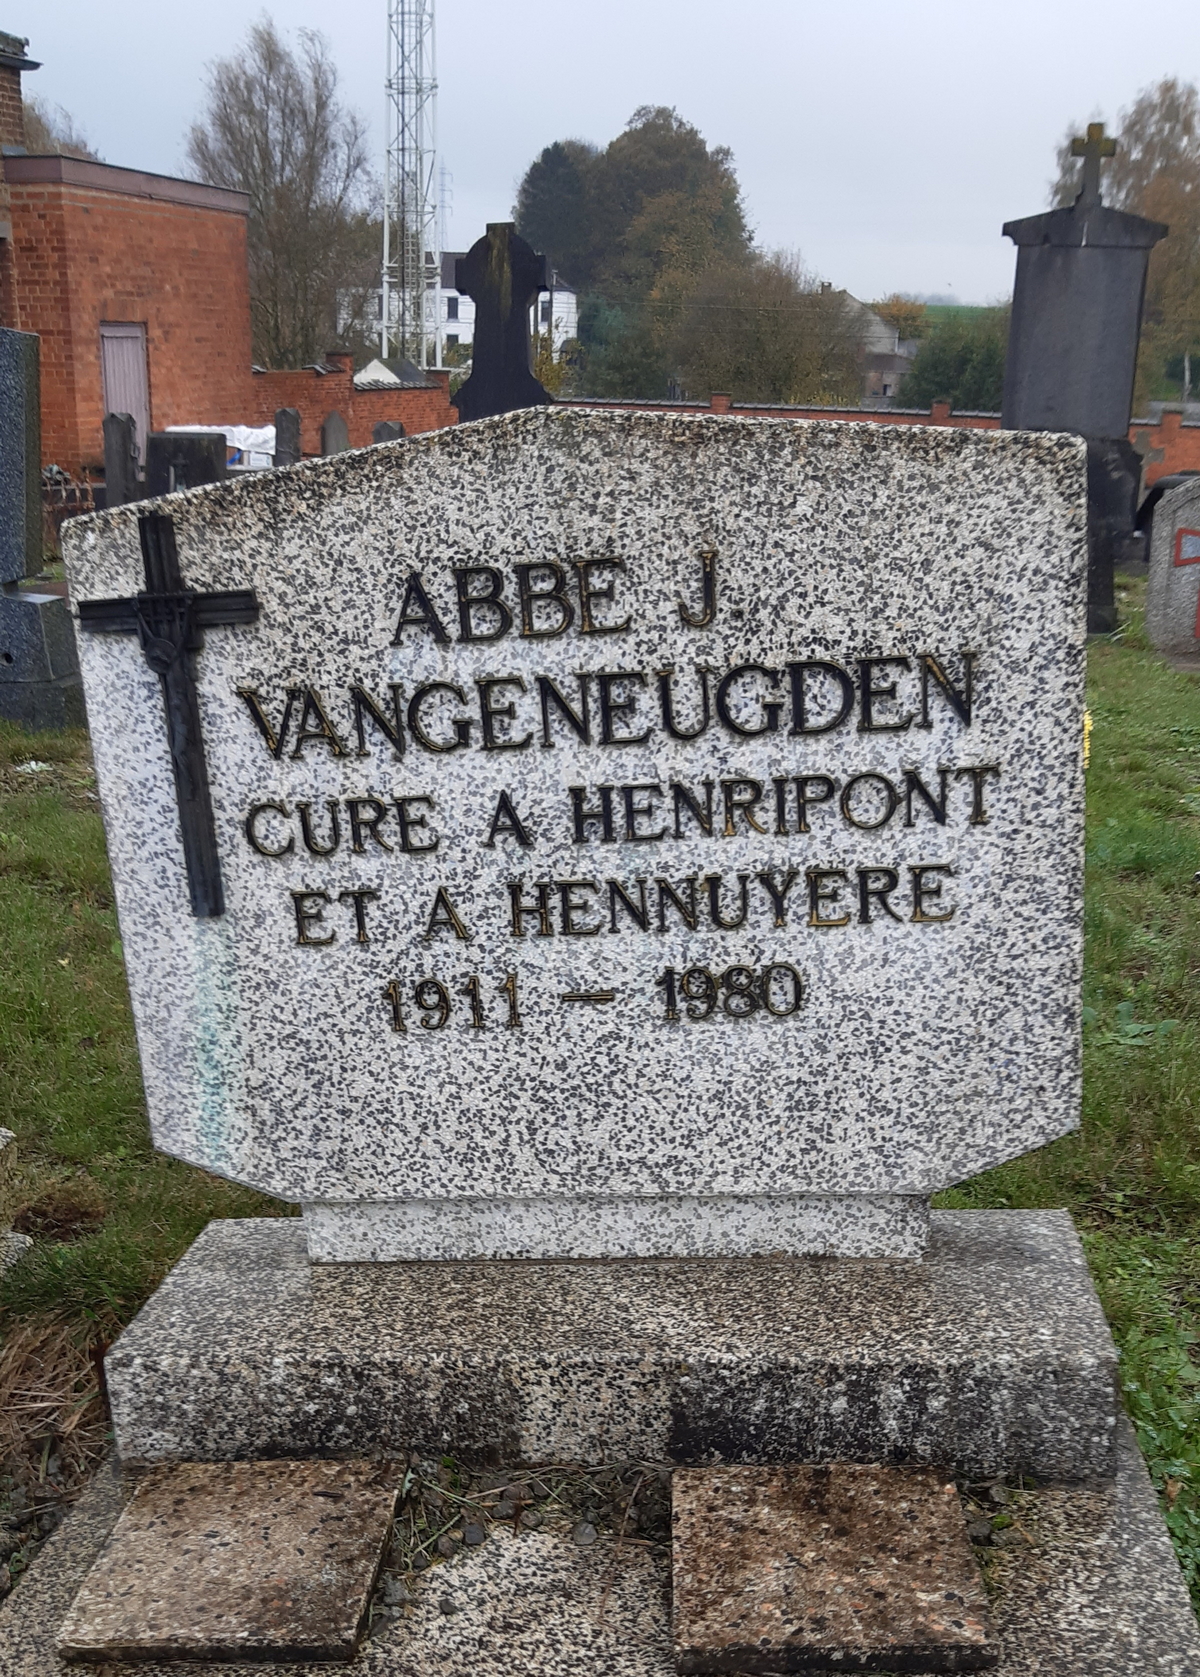 ABBE J.
VANGENEUGDEN
CURE A HENRIPONT
ET A HENNUYERE
1911 — 1980